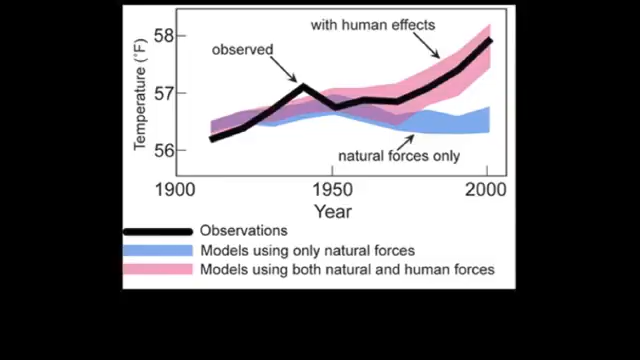 58
with human effects
observed
57
Temperature (°F)
56
natural forces only
1900
1950
2000
Year
Observations
Models using only natural forces
Models using both natural and human forces